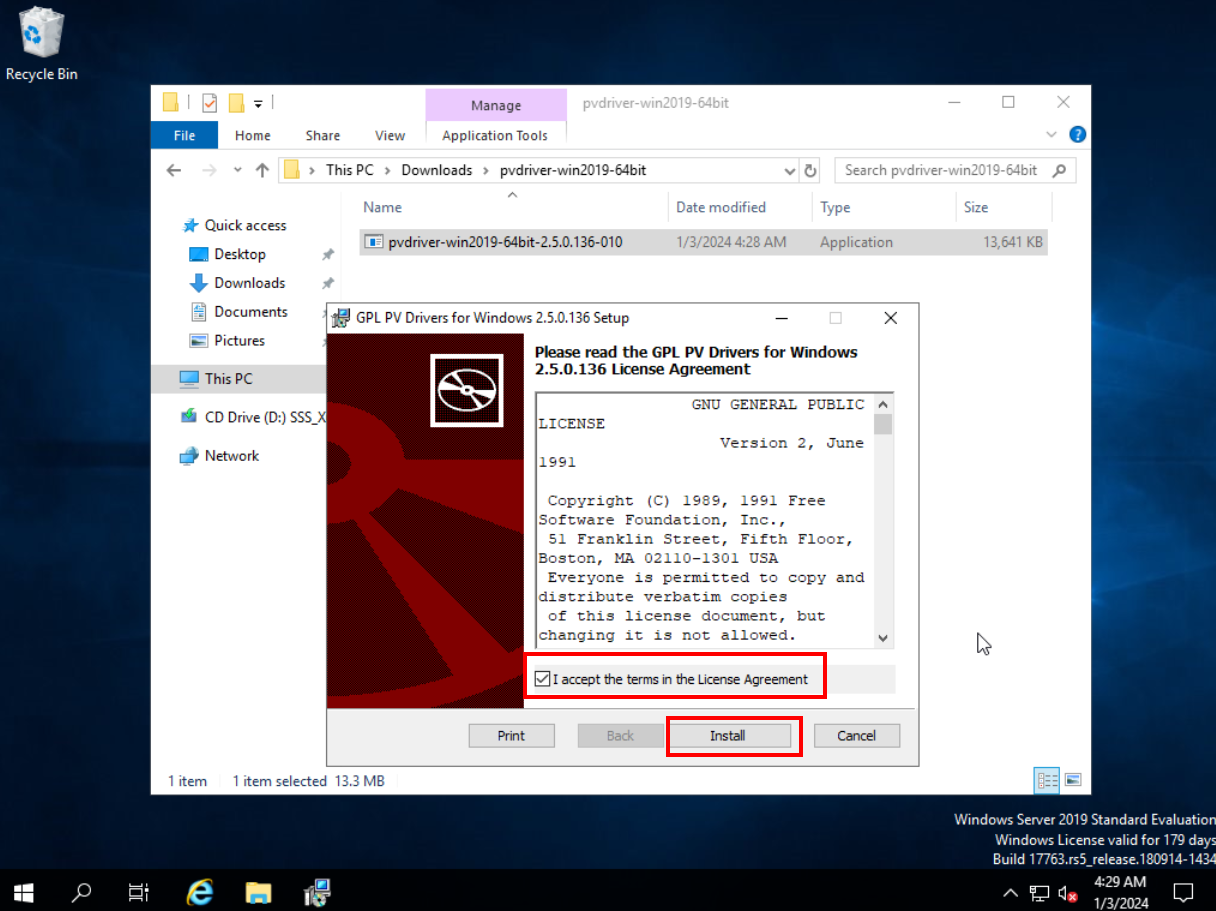 Recycle Bin
Manage
pvdriver-win2019-64bit
File
Home
Share
View
Application Tools
This PC
Downloads
pvdriver-win2019-64bit
Search pvdriver-win2019-64bit
Name
Date modified
Type
Size
pvdriver-win2019-64bit-2.5.0.136-010
1/3/2024 4:28 AM
Application
13,641 KB
Quick access
Desktop
Downloads
Documents
Pictures
This PC
CD Drive (D:) SSS_X
Network
GPL PV Drivers for Windows 2.5.0.136 Setup
Please read the GPL PV Drivers for Windows
2.5.0.136 License Agreement
GNU GENERAL PUBLIC
LICENSE
Version 2, June
1991
Copyright (C) 1989, 1991 Free
Software Foundation, Inc.,
51 Franklin Street, Fifth Floor,
Boston, MA 02110-1301 USA
Everyone is permitted to copy and
distribute verbatim copies
of this license document, but
changing it is not allowed.
I accept the terms in the License Agreement
Print
Back
Install
Cancel
1 item
1 item selected 13.3 MB
Windows Server 2019 Standard Evaluation
Windows License valid for 179 days
Build 17763.rs5_release.180914-1434
4:29 AM
1/3/2024